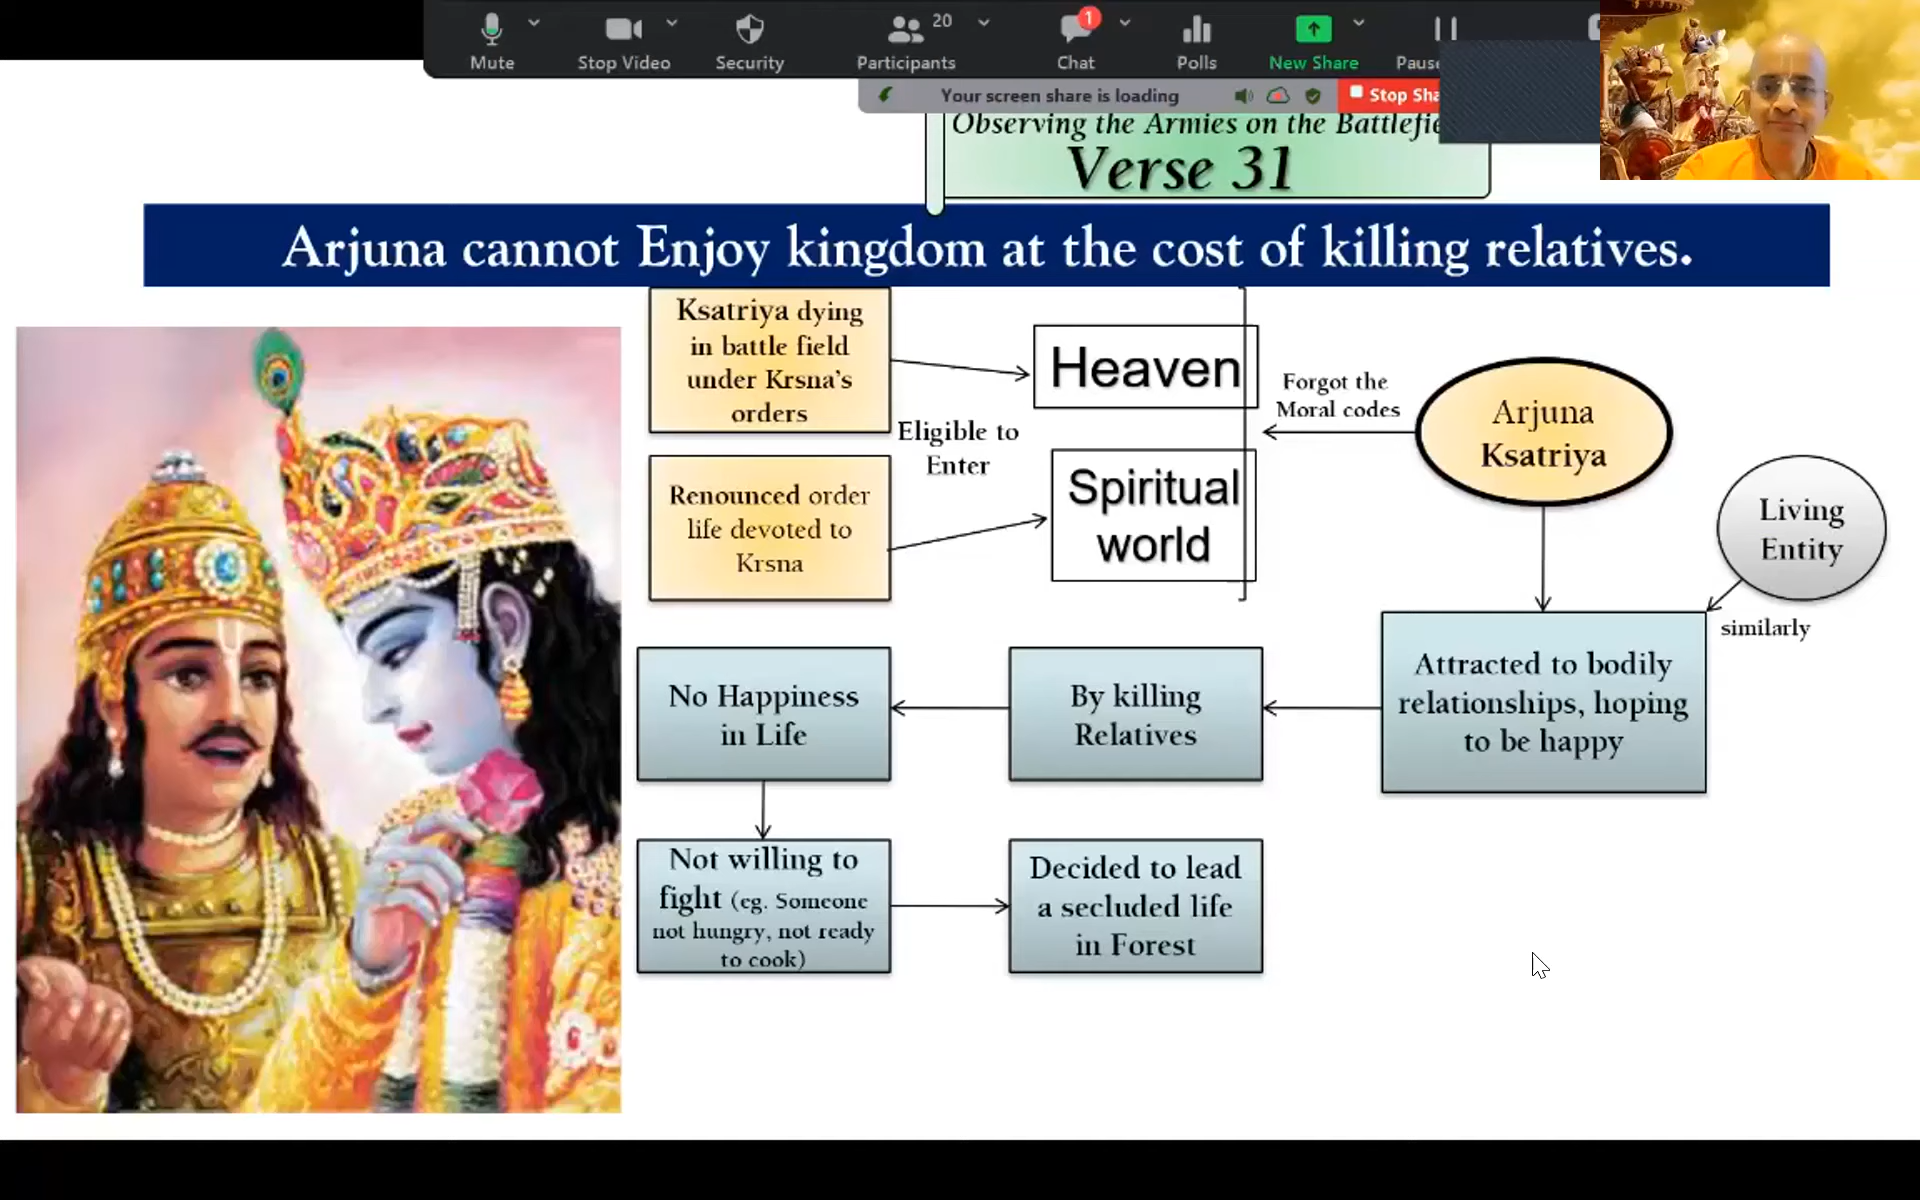 Mute
Stop Video
Security
Participants
20
Chat
1
Polls
New Share
Your screen share is loading
Observing the Armies on the
Verse 31
Arjuna cannot Enjoy kingdom at the cost of killing relatives.
Ksatriya dying
in battle field
under Krsna's
orders
Heaven
Forgot the
Moral codes
Arjuna
Ksatriya
Eligible to
Enter
Renounced order
life devoted to
Krsna
Spiritual
world
Living
Entity
similarly
Attracted to bodily
relationships, hoping
to be happy
By killing
Relatives
No Happiness
in Life
Not willing to
fight (eg. Someone
not hungry, not ready
to cook)
Decided to lead
a secluded life
in Forest